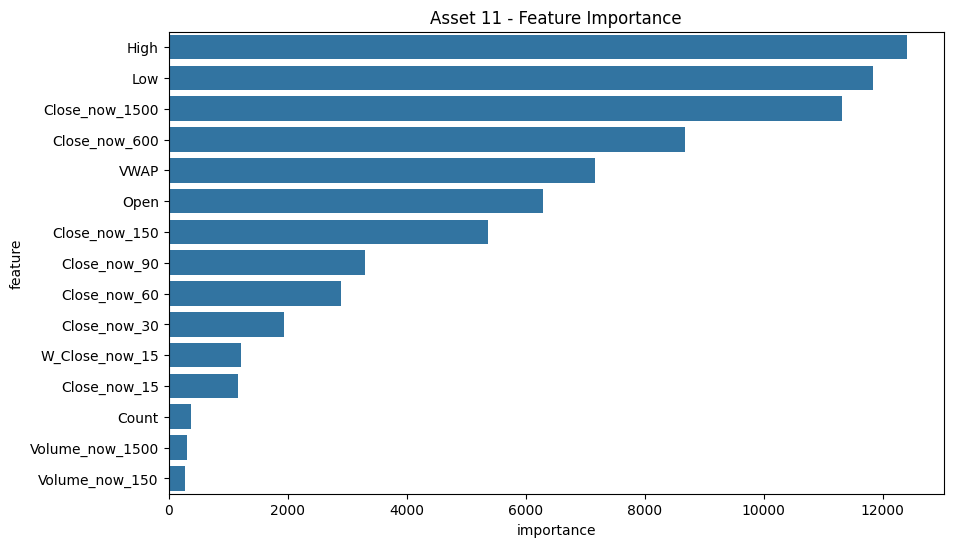 Asset 11 - Feature Importance
feature
High
Low
Close_now_1500
Close_now_600
VWAP
Open
Close_now_150
Close_now_90
Close_now_60
Close_now_30
W_Close_now_15
Close_now_15
Count
Volume_now_1500
Volume_now_150
0 2000 4000 6000 8000 10000 12000
importance